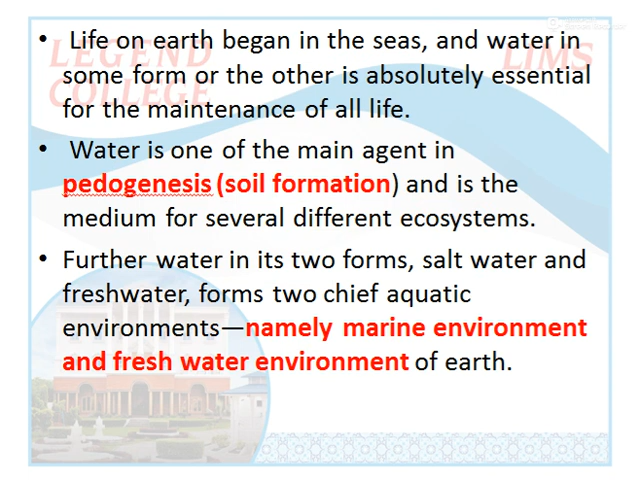 LEGEND
COLLEGE
LIMS
• Life on earth began in the seas, and water in
some form or the other is absolutely essential
for the maintenance of all life.
• Water is one of the main agent in
pedogenesis (soil formation) and is the
medium for several different ecosystems.
• Further water in its two forms, salt water and
freshwater, forms two chief aquatic
environments—namely marine environment
and fresh water environment of earth.